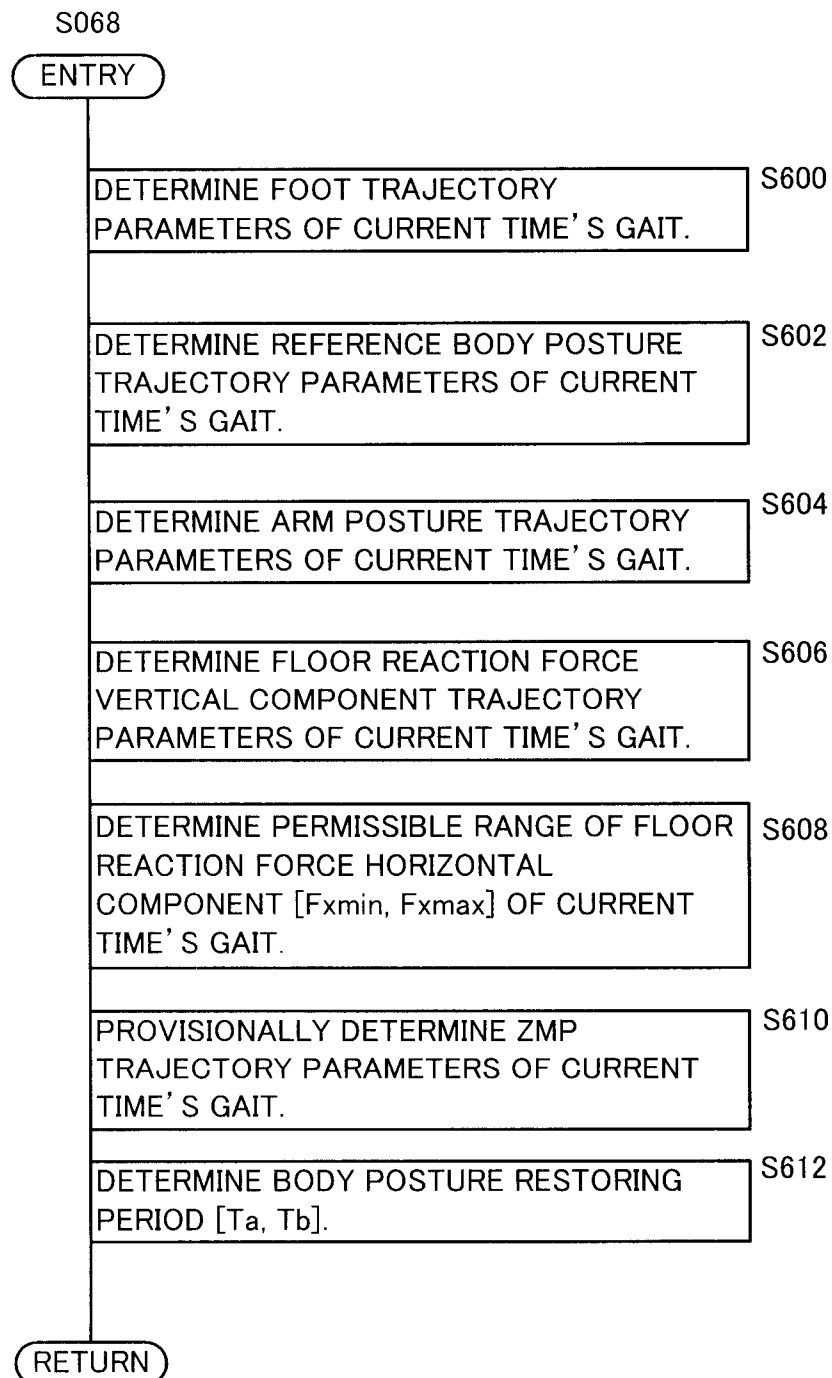 S068
ENTRY
DETERMINE FOOT TRAJECTORY
PARAMETERS OF CURRENT TIME'S GAIT.
S600
DETERMINE REFERENCE BODY POSTURE
TRAJECTORY PARAMETERS OF CURRENT
TIME'S GAIT.
S602
DETERMINE ARM POSTURE TRAJECTORY
PARAMETERS OF CURRENT TIME'S GAIT.
S604
DETERMINE FLOOR REACTION FORCE
VERTICAL COMPONENT TRAJECTORY
PARAMETERS OF CURRENT TIME'S GAIT.
S606
DETERMINE PERMISSIBLE RANGE OF FLOOR
REACTION FORCE HORIZONTAL
COMPONENT [Fxmin, Fxmax] OF CURRENT
TIME'S GAIT.
S608
PROVISIONALLY DETERMINE ZMP
TRAJECTORY PARAMETERS OF CURRENT
TIME'S GAIT.
S610
DETERMINE BODY POSTURE RESTORING
PERIOD [Ta, Tb].
S612
RETURN